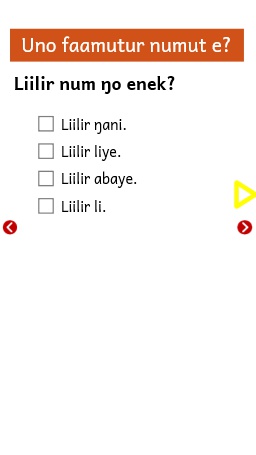 Uno faamutur numut e?
Liilir num ŋo enek?
Liilir ŋani.
Liilir liye.
Liilir abaye.
Liilir li.